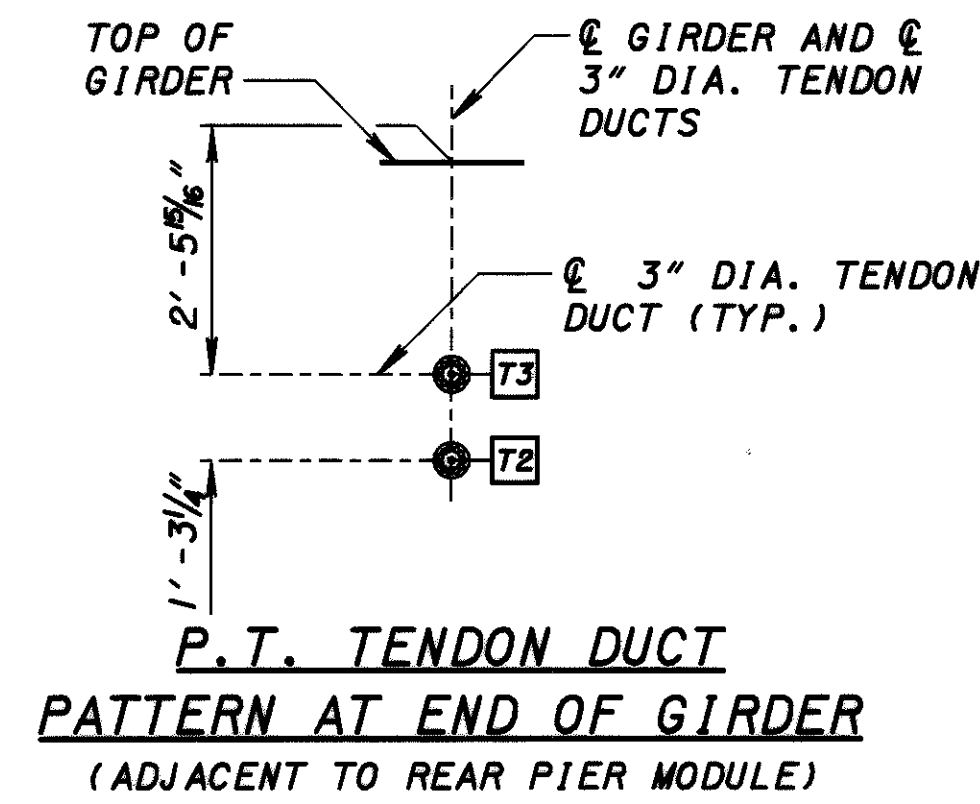 TOP OF
GIRDER
℄ GIRDER AND ℄
3" DIA. TENDON
DUCTS
2' - 5 15/16"
℄ 3" DIA. TENDON
DUCT (TYP.)
T3
T2
1' - 3 1/4"
P.T. TENDON DUCT
PATTERN AT END OF GIRDER
(ADJACENT TO REAR PIER MODULE)